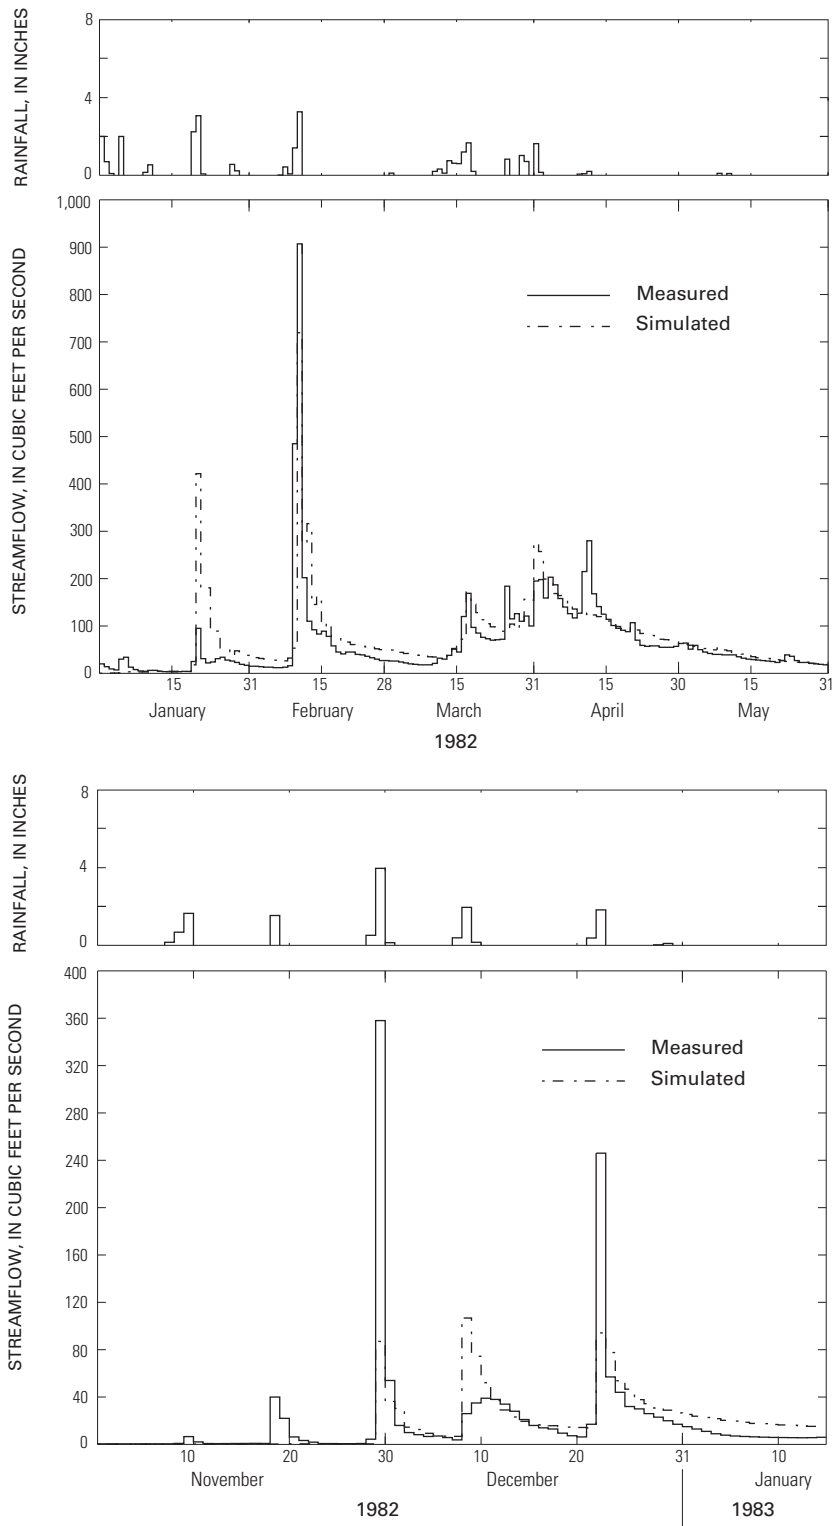 RAINFALL, IN INCHES
8
4
0
STREAMFLOW, IN CUBIC FEET PER SECOND
1,000
900
800
700
600
500
400
300
200
100
0
Measured
Simulated
15 31 15 28 15 31 15 30 15 31
January February March April May
1982
RAINFALL, IN INCHES
8
4
0
STREAMFLOW, IN CUBIC FEET PER SECOND
400
360
320
280
240
200
160
120
80
40
0
Measured
Simulated
10 20 30 10 20 31 10
November December January
1982 1983